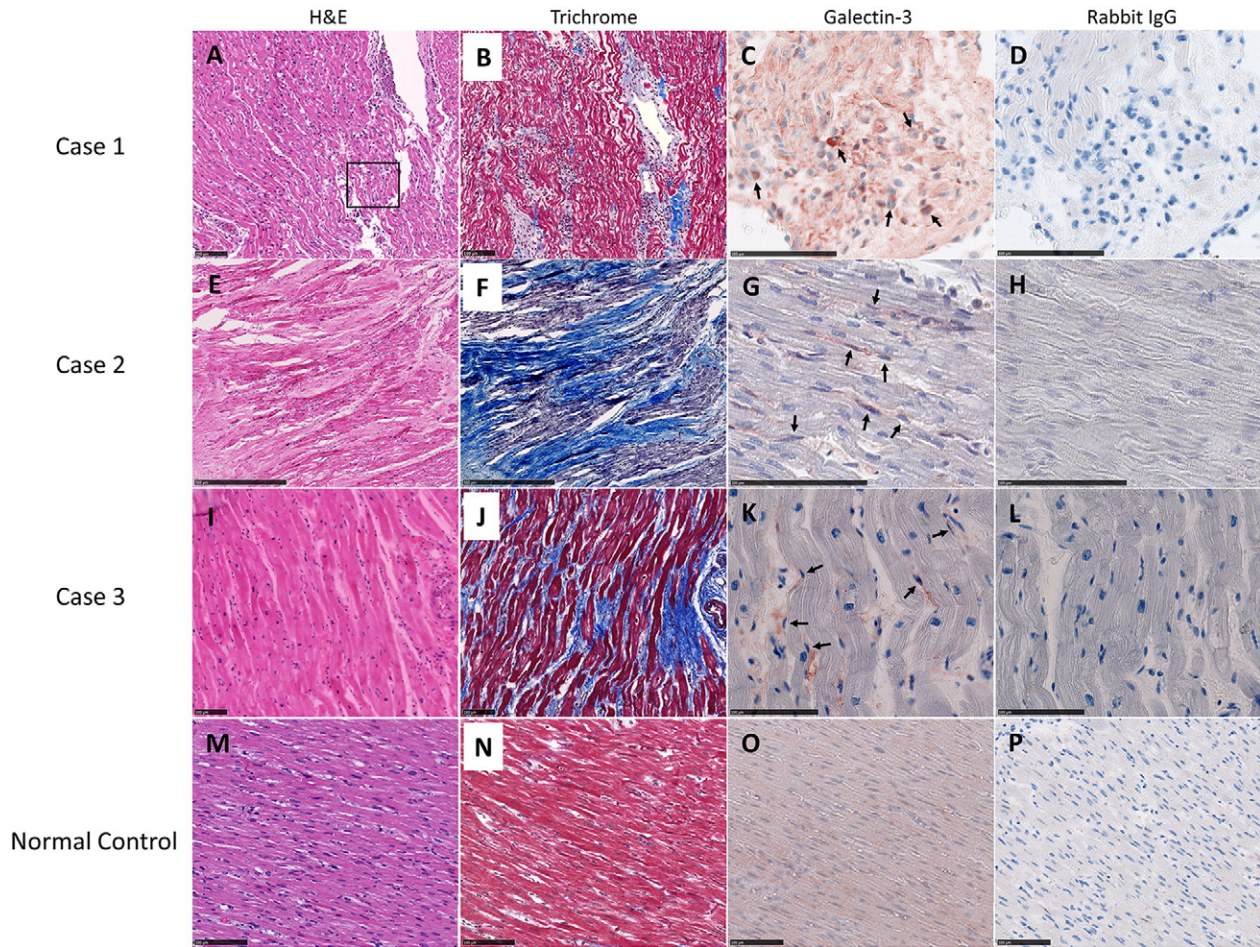 H&E Trichrome Galectin-3 Rabbit IgG
Case 1
A B C D
Case 2
E F G H
Case 3
I J K L
Normal Control
M N O P